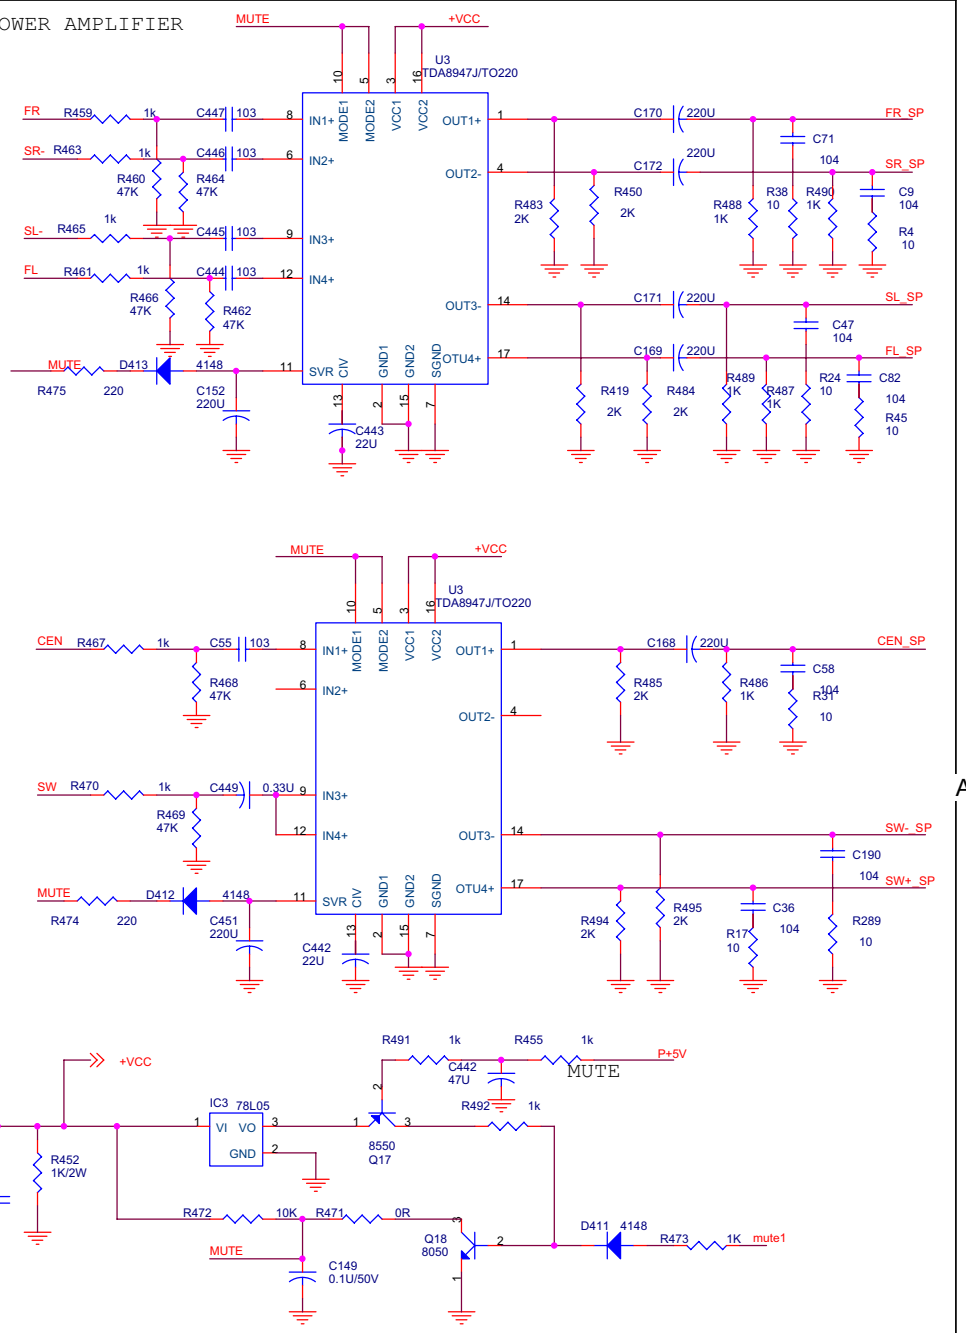 OWER AMPLIFIER
MUTE +VCC
U3
TDA8947J/TO220
10 5 3 16
MODE1 MODE2 VCC1 VCC2
FR R459 1k C447 103 8 IN1+ OUT1+ 1 C170 220U FR_SP
C71
104
SR- R463 1k C446 103 6 IN2+ OUT2- 4 C172 220U SR_SP
R460 47K
R464 47K
R483 2K
R450 2K
R488 1K
R38 10
R490 1K
C9 104
R4 10
SL- R465 1k C445 103 9 IN3+
FL R461 1k C444 103 12 IN4+
OUT3- 14 C171 220U SL_SP
R466 47K
R462 47K
C47 104
OTU4+ 17 C169 220U FL_SP
MUTE R475 220 D413 4148 11 SVR
C152 220U
CIV GND1 GND2 SGND
13 2 15 7
C443 22U
R419 2K
R484 2K
R489 1K
R487 1K
R24 10
C82 104
R45 10
MUTE +VCC
U3
TDA8947J/TO220
10 5 3 16
MODE1 MODE2 VCC1 VCC2
CEN R467 1k C55 103 8 IN1+ OUT1+ 1 C168 220U CEN_SP
R468 47K
6 IN2+
OUT2- 4
R485 2K
R486 1K
C58 104
R31 10
SW R470 1k C449 0.33U 9 IN3+
A
R469 47K
12 IN4+ OUT3- 14 SW-_SP
C190 104
OTU4+ 17 SW+_SP
MUTE R474 220 D412 4148 11 SVR
C451 220U
CIV GND1 GND2 SGND
13 2 15 7
C442 22U
R494 2K
R495 2K
C36 104
R17 10
R289 10
R491 1k R455 1k P+5V
+VCC
C442 47U
MUTE
2
R492 1k
IC3 78L05
1 VI VO 3 1 3
GND 2
8550
Q17
R452
1K/2W
R472 10K R471 0R
3
Q18
8050
2
1
D411 4148 R473 1K mute1
MUTE
C149
0.1U/50V